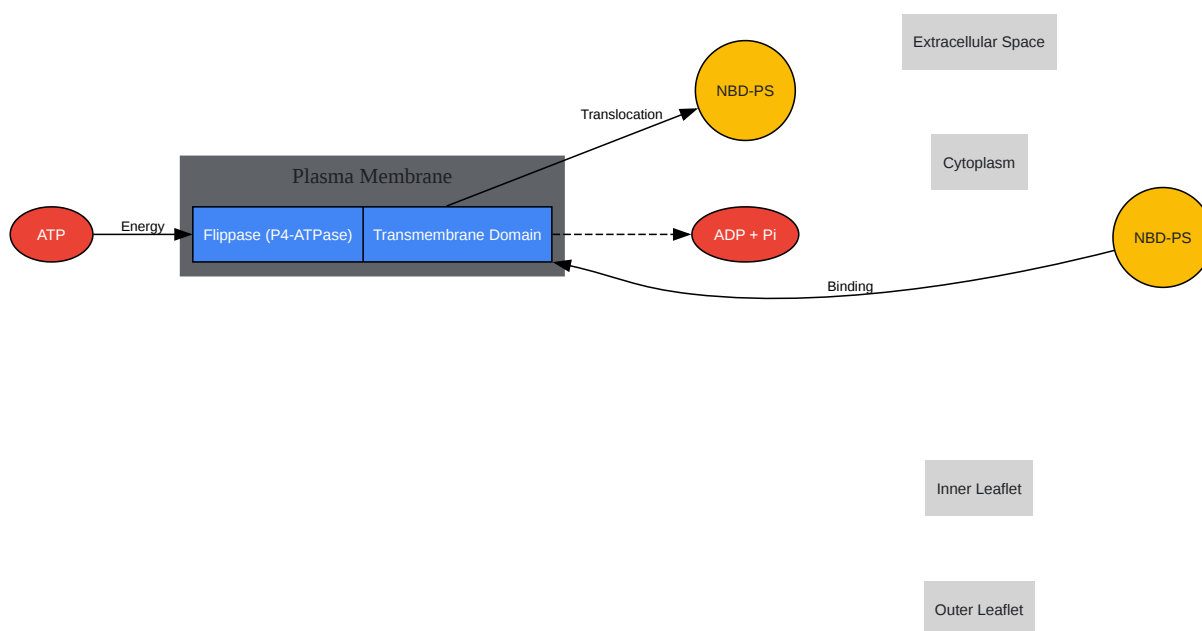 Extracellular Space
NBD-PS
Translocation
Cytoplasm
Plasma Membrane
ATP
Energy
Flippase (P4-ATPase)
Transmembrane Domain
ADP + Pi
NBD-PS
Binding
Inner Leaflet
Outer Leaflet